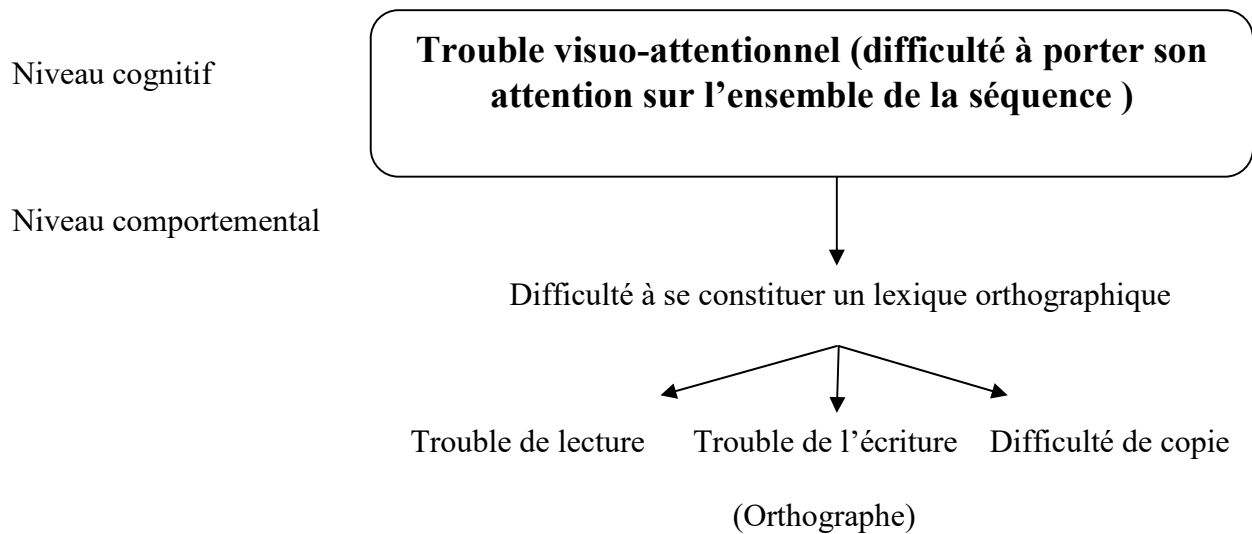 Niveau cognitif
Trouble visuo-attentionnel (difficulté à porter son
attention sur l’ensemble de la séquence )
Niveau comportemental
Difficulté à se constituer un lexique orthographique
Trouble de lecture Trouble de l’écriture Difficulté de copie
(Orthographe)